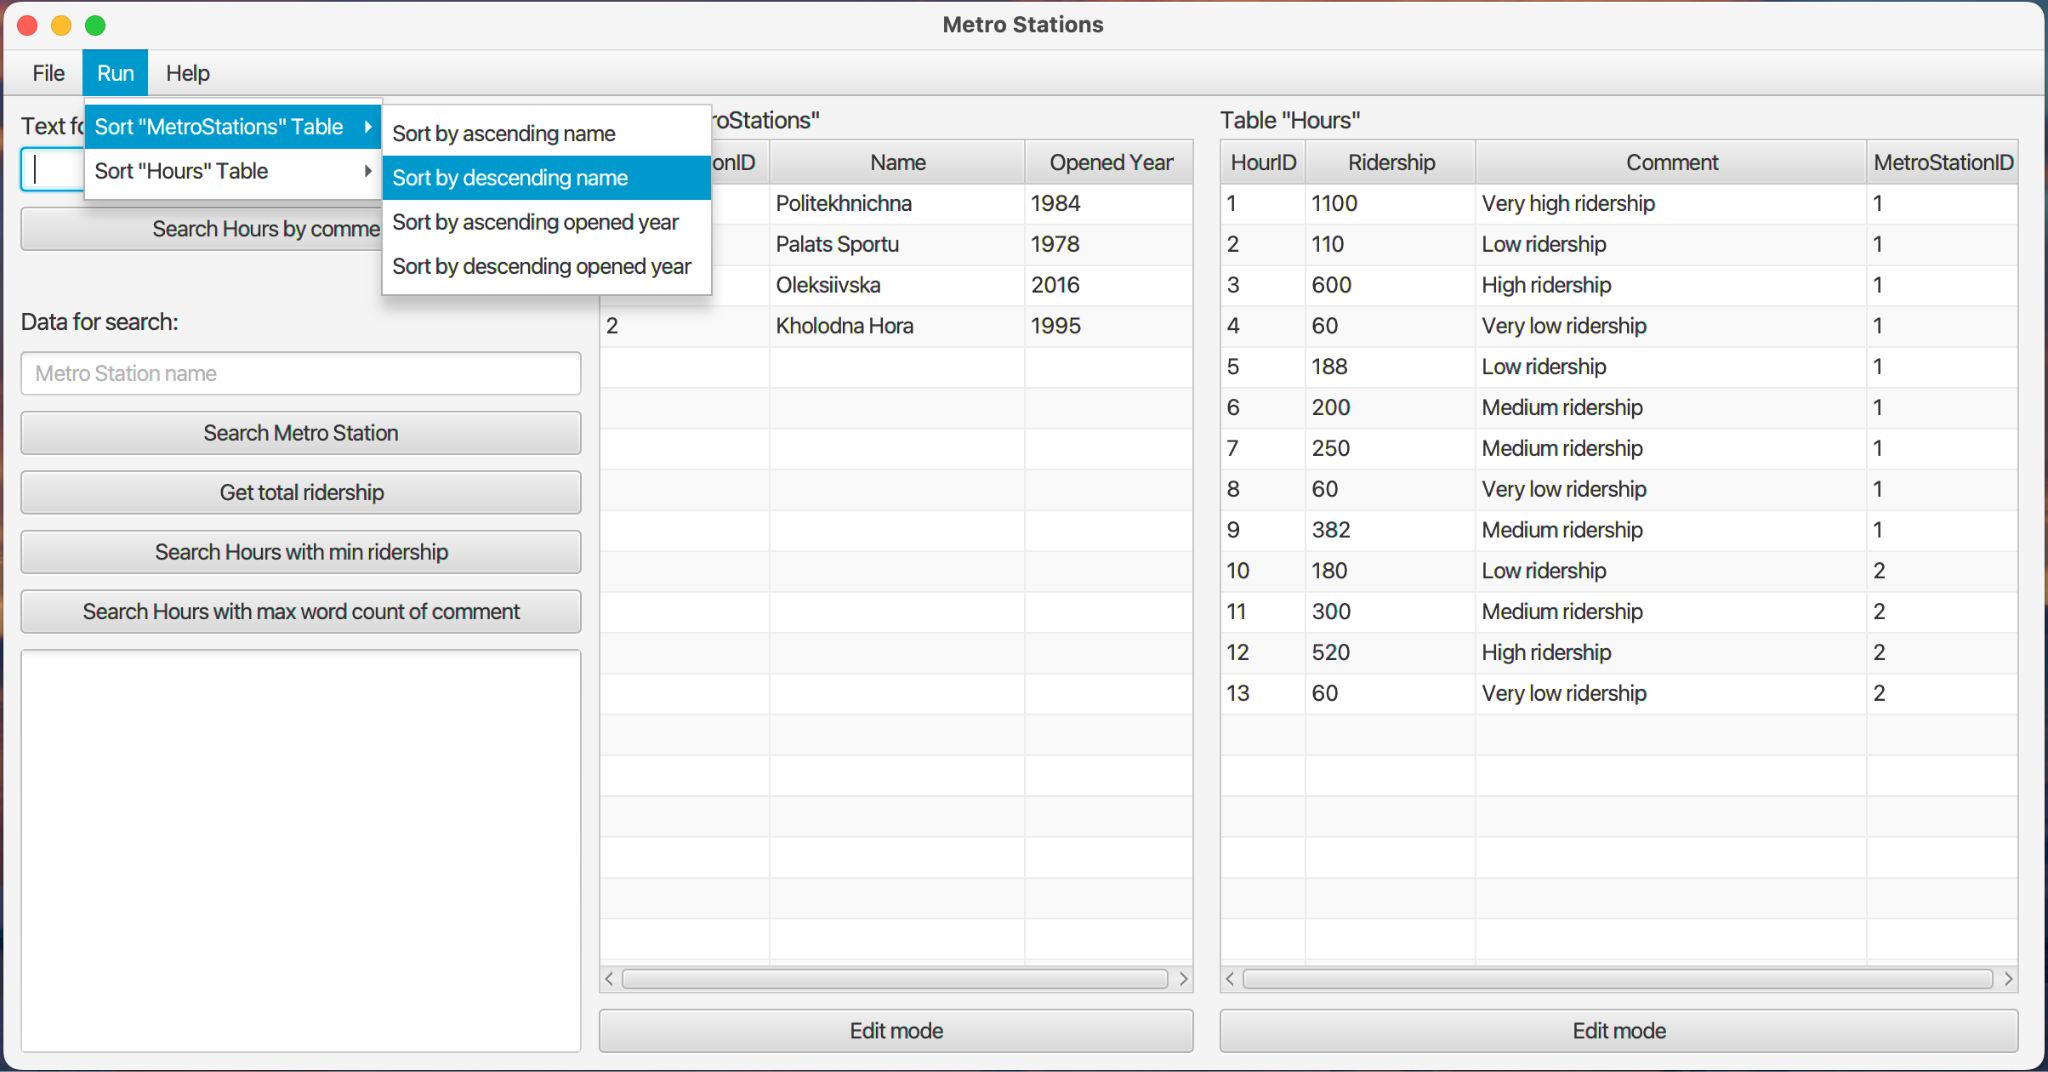 Metro Stations
File Run Help
Text fo
Sort "MetroStations" Table
Sort "Hours" Table
Sort by ascending name
Sort by descending name
Sort by ascending opened year
Sort by descending opened year
Search Hours by comme
Data for search:
Metro Station name
Search Metro Station
Get total ridership
Search Hours with min ridership
Search Hours with max word count of comment
roStations"
onID Name Opened Year
Politekhnichna 1984
Palats Sportu 1978
Oleksiivska 2016
2 Kholodna Hora 1995
Edit mode
Table "Hours"
HourID Ridership Comment MetroStationID
1 1100 Very high ridership 1
2 110 Low ridership 1
3 600 High ridership 1
4 60 Very low ridership 1
5 188 Low ridership 1
6 200 Medium ridership 1
7 250 Medium ridership 1
8 60 Very low ridership 1
9 382 Medium ridership 1
10 180 Low ridership 2
11 300 Medium ridership 2
12 520 High ridership 2
13 60 Very low ridership 2
Edit mode